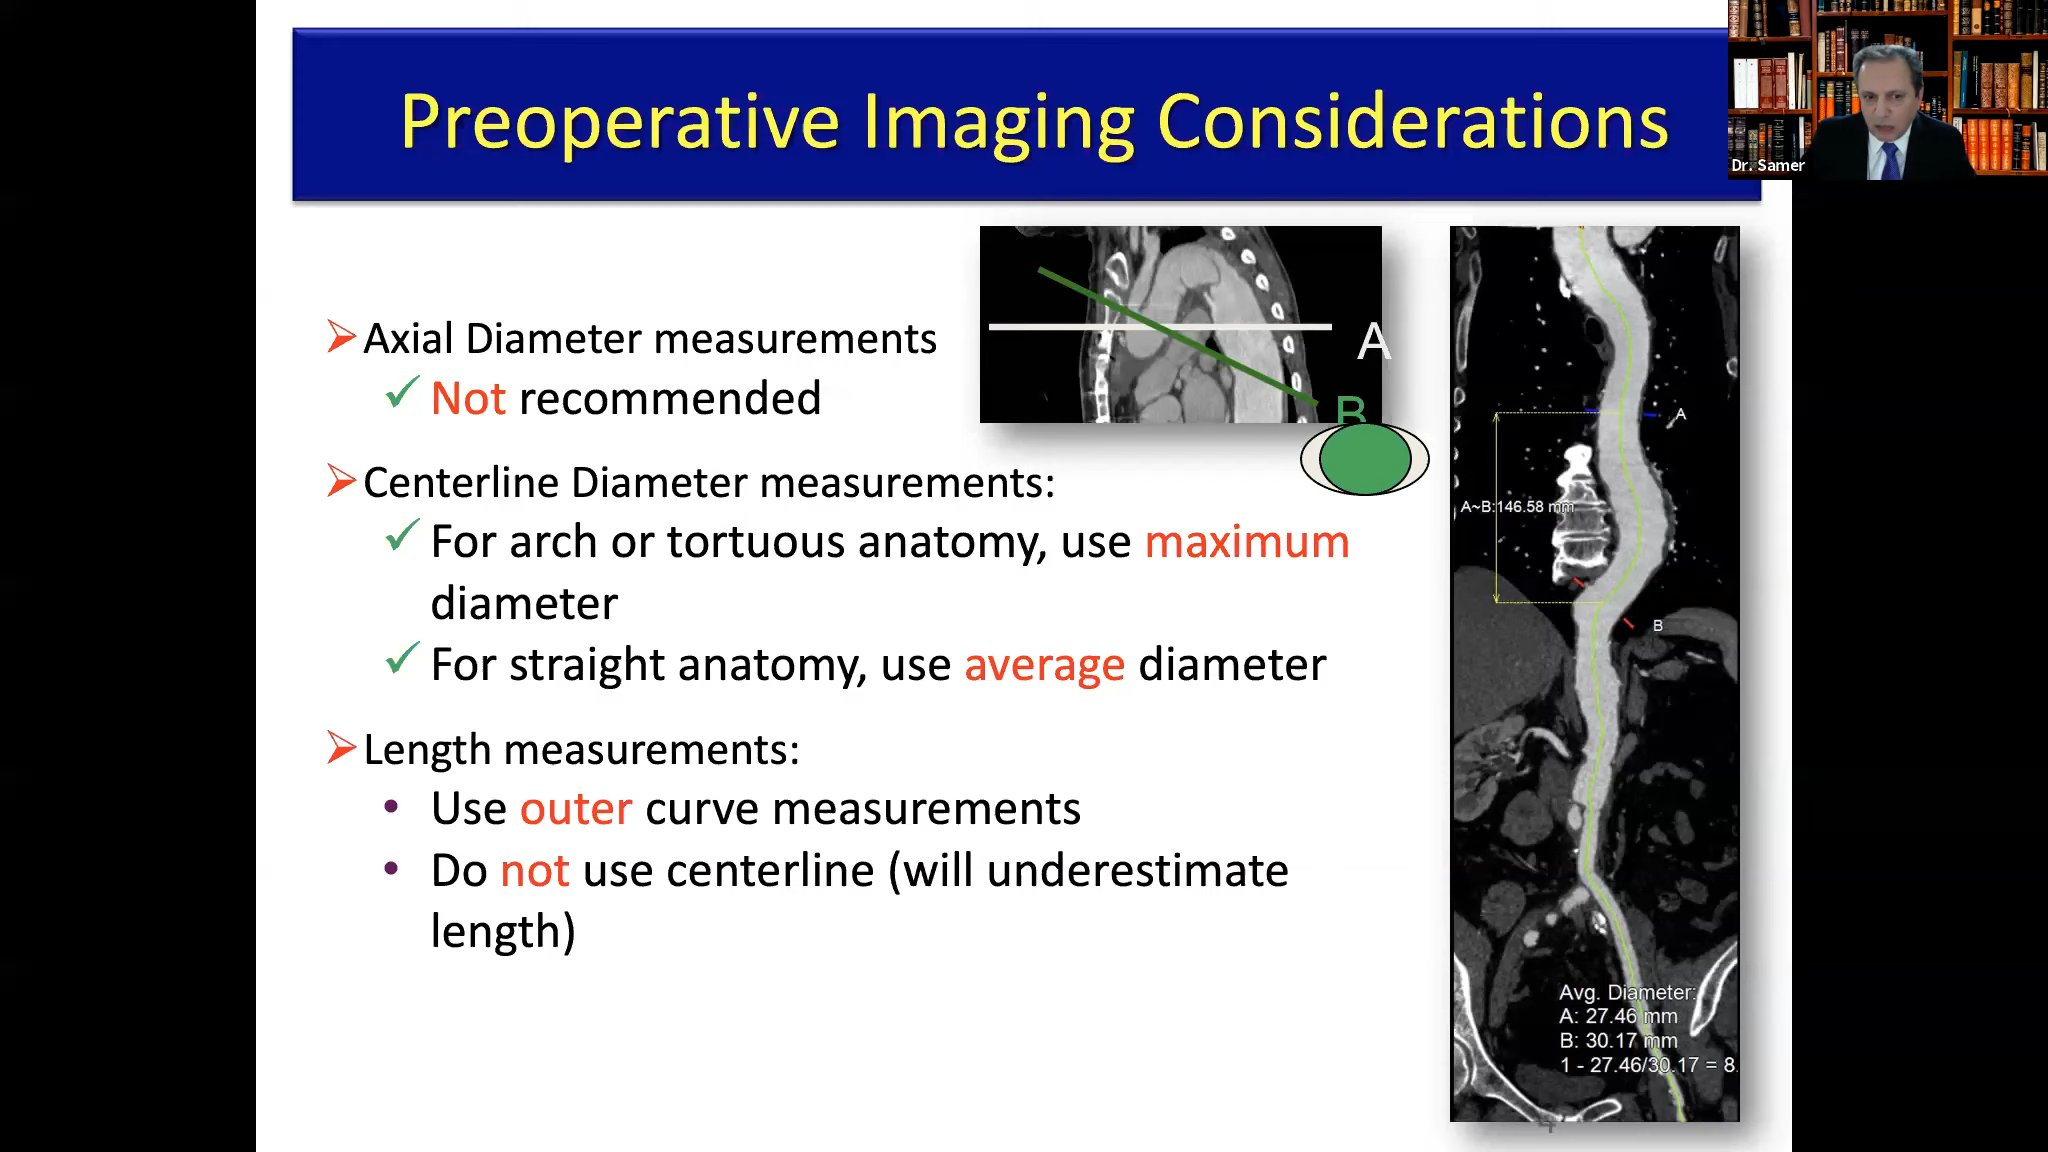 Preoperative Imaging Considerations
Dr. Samer
Axial Diameter measurements
Not recommended
A
B
Centerline Diameter measurements:
For arch or tortuous anatomy, use maximum
diameter
For straight anatomy, use average diameter
Length measurements:
Use outer curve measurements
Do not use centerline (will underestimate
length)
A
A~B:146.58 mm
B
Avg. Diameter:
A: 27.46 mm
B: 30.17 mm
1 - 27.46/30.17 = 8.